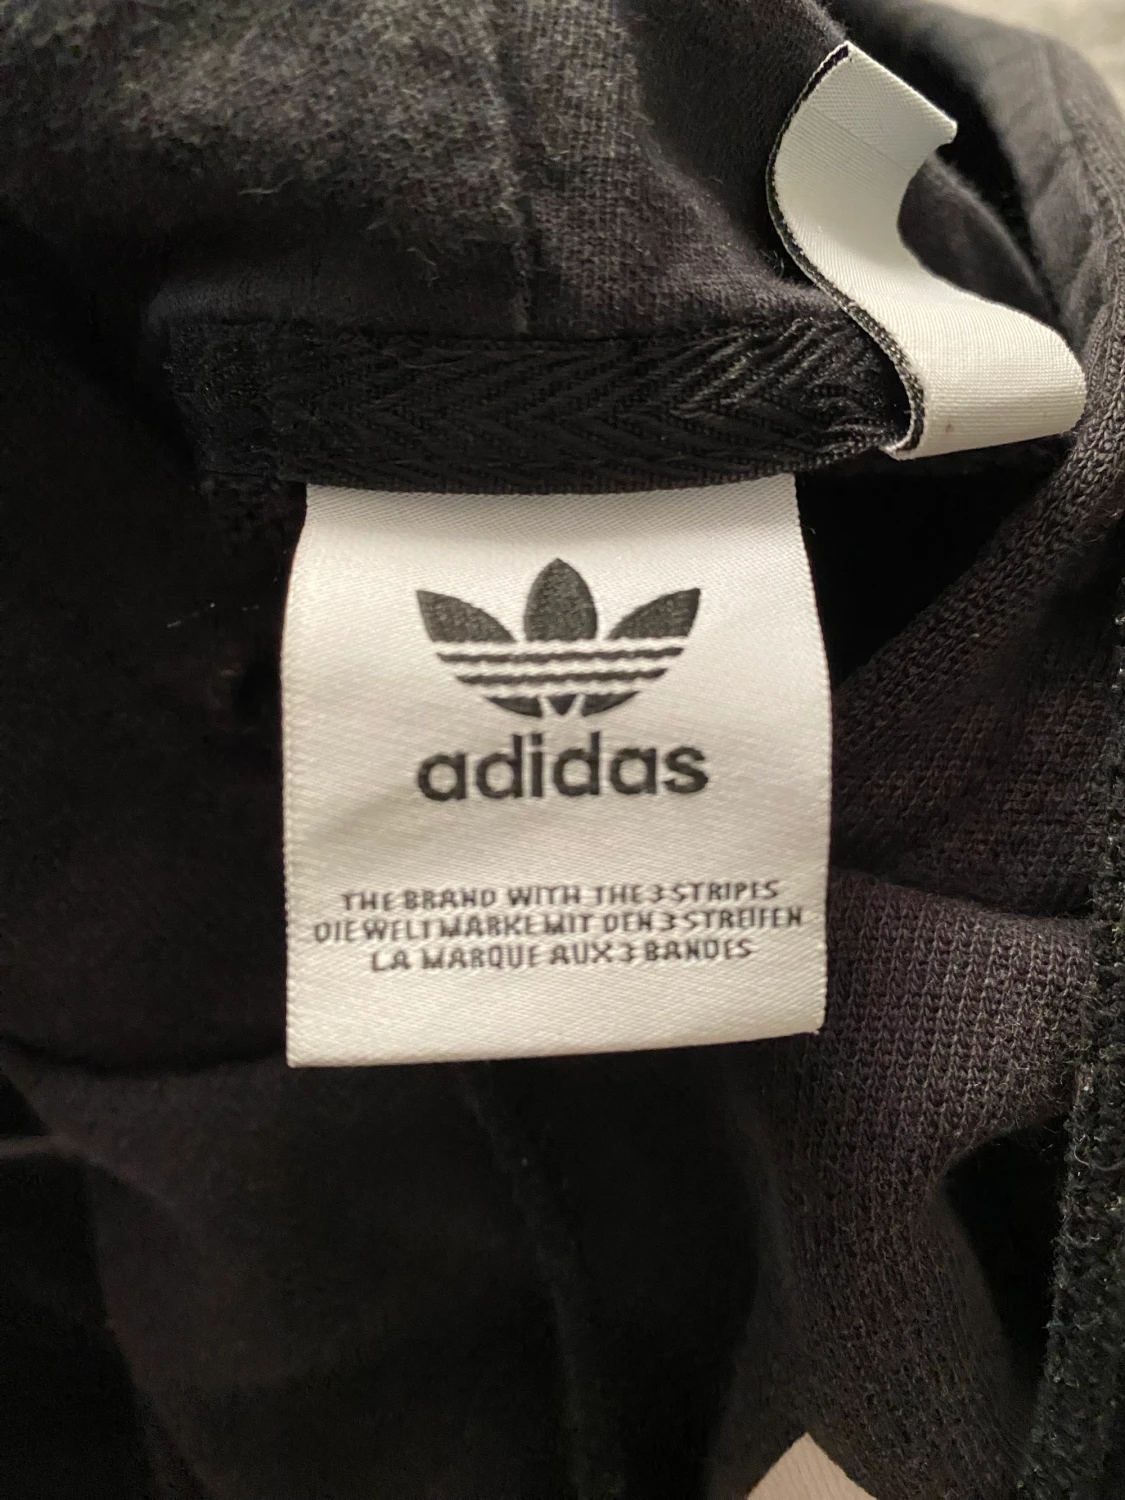 adidas
THE BRAND WITH THE 3 STRIPES
DIE WELTMARKE MIT DEN 3 STREIFEN
LA MARQUE AUX 3 BANDES